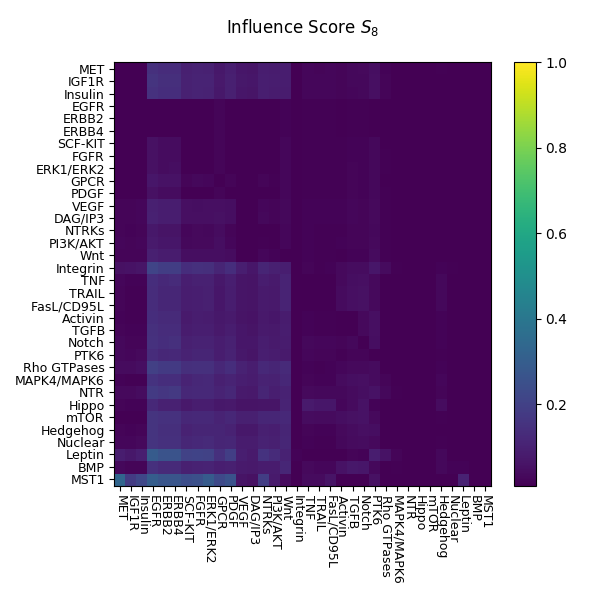 Influence Score $S_8$
MET
IGF1R
Insulin
EGFR
ERBB2
ERBB4
SCF-KIT
FGFR
ERK1/ERK2
GPCR
PDGF
VEGF
DAG/IP3
NTRKs
PI3K/AKT
Wnt
Integrin
TNF
TRAIL
FasL/CD95L
Activin
TGFB
Notch
PTK6
Rho GTPases
MAPK4/MAPK6
NTR
Hippo
mTOR
Hedgehog
Nuclear
Leptin
BMP
MST1
MET
IGF1R
Insulin
EGFR
ERBB2
ERBB4
SCF-KIT
FGFR
ERK1/ERK2
GPCR
PDGF
VEGF
DAG/IP3
NTRKs
PI3K/AKT
Wnt
Integrin
TNF
TRAIL
FasL/CD95L
Activin
TGFB
Notch
PTK6
Rho GTPases
MAPK4/MAPK6
NTR
Hippo
mTOR
Hedgehog
Nuclear
Leptin
BMP
MST1
1.0
0.8
0.6
0.4
0.2